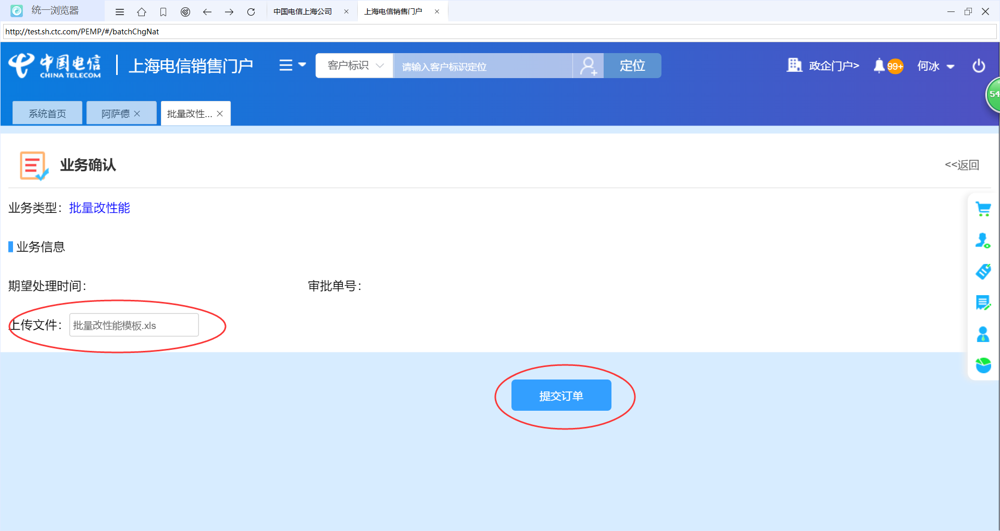 统一浏览器
中国电信上海公司
上海电信销售门户
http://test.sh.ctc.com/PEMP/#/batchChgNat
中国电信
CHINA TELECOM
上海电信销售门户
客户标识
请输入客户标识定位
定位
政企门户>
99+
何冰
54
系统首页
阿萨德
批量改性...
业务确认
<<返回
业务类型：批量改性能
业务信息
期望处理时间：
审批单号：
上传文件：
批量改性能模板.xls
提交订单